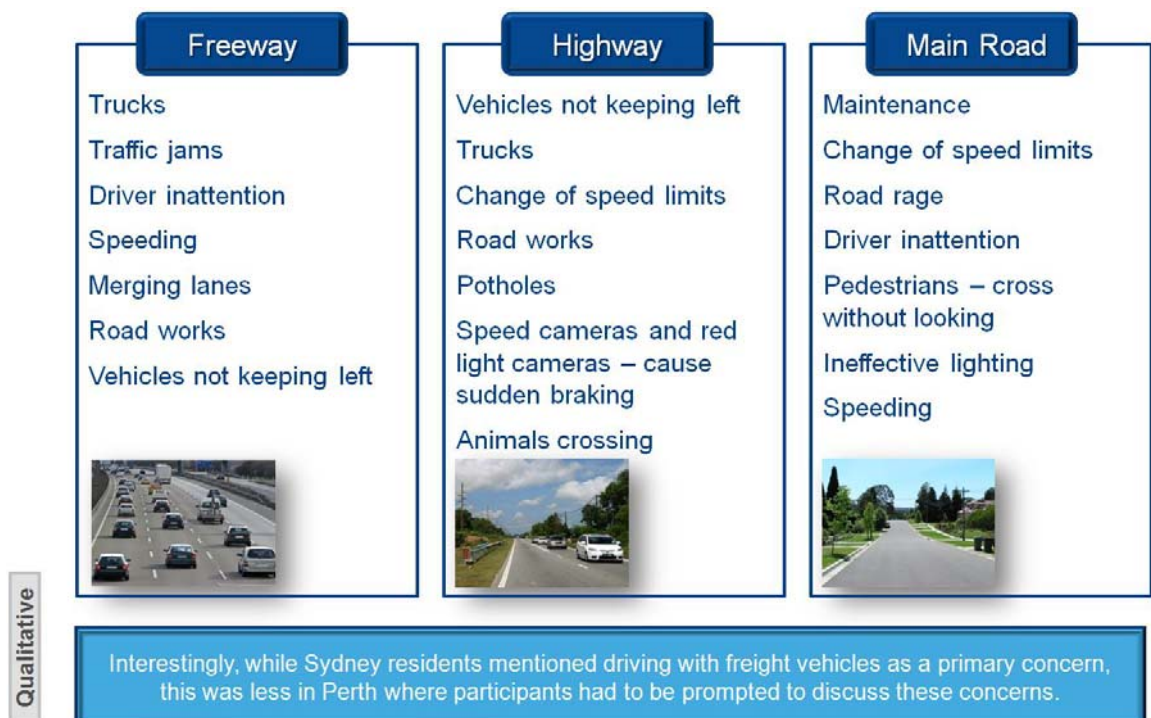 Freeway
Trucks
Traffic jams
Driver inattention
Speeding
Merging lanes
Road works
Vehicles not keeping left
Highway
Vehicles not keeping left
Trucks
Change of speed limits
Road works
Potholes
Speed cameras and red
light cameras – cause
sudden braking
Animals crossing
Main Road
Maintenance
Change of speed limits
Road rage
Driver inattention
Pedestrians – cross
without looking
Ineffective lighting
Speeding
Qualitative
Interestingly, while Sydney residents mentioned driving with freight vehicles as a primary concern,
this was less in Perth where participants had to be prompted to discuss these concerns.